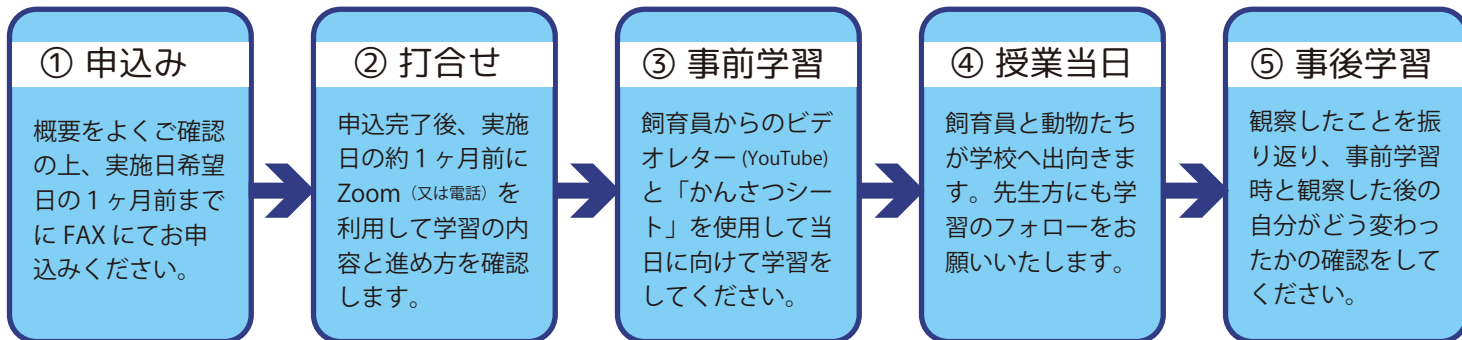 ① 申込み
概要をよくご確認
の上、実施日希望
日の１ヶ月前まで
に FAX にてお申
込みください。
② 打合せ
申込完了後、実施
日の約１ヶ月前に
Zoom（又は電話）を
利用して学習の内
容と進め方を確認
します。
③ 事前学習
飼育員からのビデ
オレター (YouTube)
と「かんさつシー
ト」を使用して当
日に向けて学習を
してください。
④ 授業当日
飼育員と動物たち
が学校へ出向きま
す。先生方にも学
習のフォローをお
願いいたします。
⑤ 事後学習
観察したことを振
り返り、事前学習
時と観察した後の
自分がどう変わっ
たかの確認をして
ください。